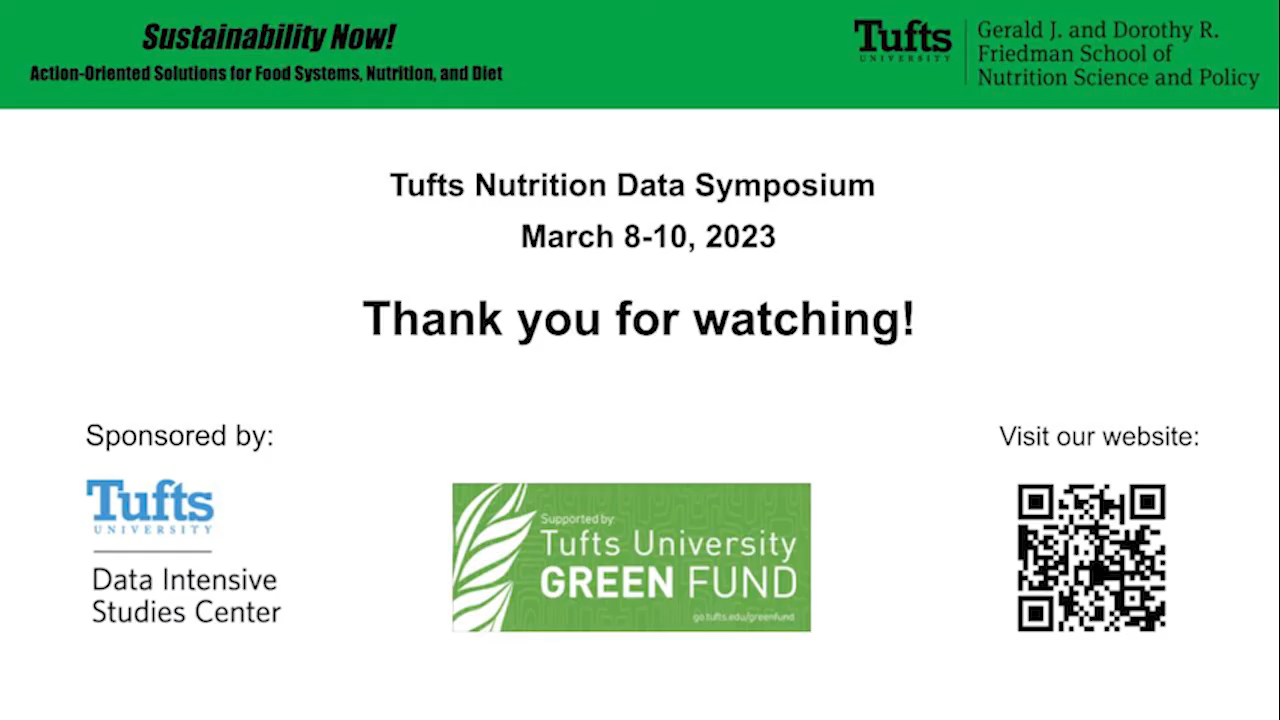 Sustainability Now!
Action-Oriented Solutions for Food Systems, Nutrition, and Diet
Tufts
UNIVERSITY
Gerald J. and Dorothy R.
Friedman School of
Nutrition Science and Policy
Tufts Nutrition Data Symposium
March 8-10, 2023
Thank you for watching!
Sponsored by:
Tufts
UNIVERSITY
Data Intensive
Studies Center
Supported by
Tufts University
GREEN FUND
go.tufts.edu/greenfund
Visit our website: